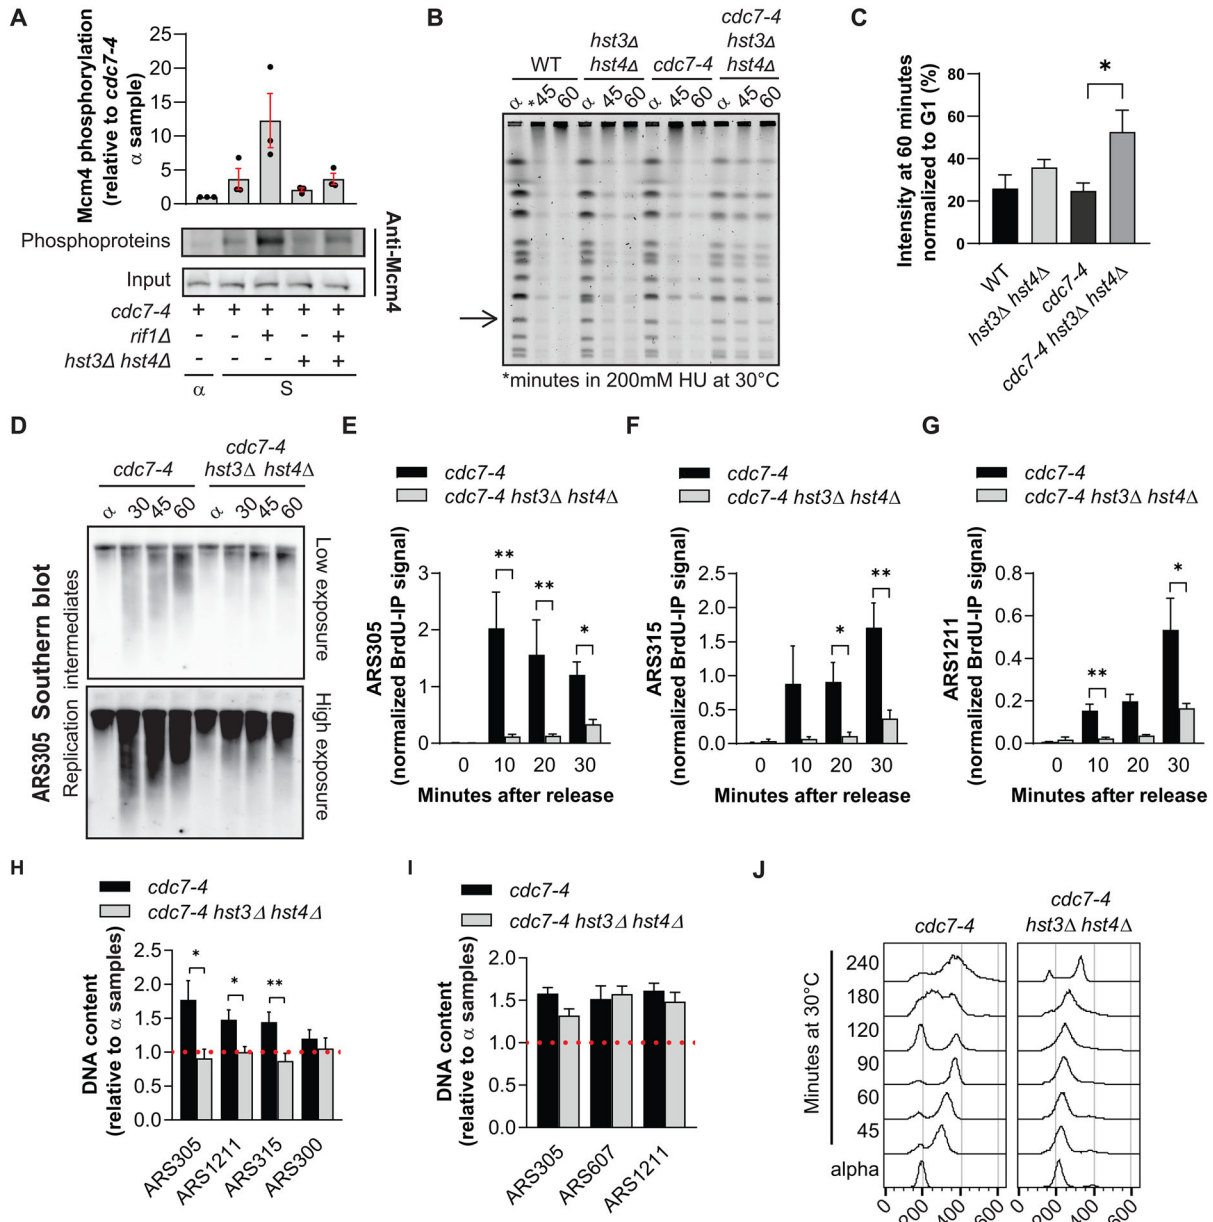 A
Mcm4 phosphorylation
(relative to cdc7-4
α sample)
25
20
15
10
5
0
Phosphoproteins
Input
Anti-Mcm4
cdc7-4 + + + + +
rif1Δ - - + - +
hst3Δ hst4Δ - - - + +
α S
B
WT
hst3Δ
hst4Δ
cdc7-4
cdc7-4
hst3Δ
hst4Δ
α *45 60 α 45 60 α 45 60 α 45 60
*minutes in 200mM HU at 30°C
C
Intensity at 60 minutes
normalized to G1 (%)
80
60
40
20
0
*
WT
hst3Δ hst4Δ
cdc7-4
cdc7-4 hst3Δ hst4Δ
D
cdc7-4
cdc7-4
hst3Δ hst4Δ
α 30 45 60 α 30 45 60
ARS305 Southern blot
Replication intermediates
Low exposure
High exposure
E
cdc7-4
cdc7-4 hst3Δ hst4Δ
ARS305
(normalized BrdU-IP signal)
3
2
1
0
** ** *
0 10 20 30
Minutes after release
F
cdc7-4
cdc7-4 hst3Δ hst4Δ
ARS315
(normalized BrdU-IP signal)
2.5
2.0
1.5
1.0
0.5
0.0
* **
0 10 20 30
Minutes after release
G
cdc7-4
cdc7-4 hst3Δ hst4Δ
ARS1211
(normalized BrdU-IP signal)
0.8
0.6
0.4
0.2
0.0
** *
0 10 20 30
Minutes after release
H
cdc7-4
cdc7-4 hst3Δ hst4Δ
DNA content
(relative to α samples)
2.5
2.0
1.5
1.0
0.5
0.0
* * **
ARS305
ARS1211
ARS315
ARS300
I
cdc7-4
cdc7-4 hst3Δ hst4Δ
DNA content
(relative to α samples)
2.0
1.5
1.0
0.5
0.0
ARS305
ARS607
ARS1211
J
cdc7-4
cdc7-4
hst3Δ hst4Δ
Minutes at 30°C
240
180
120
90
60
45
alpha
0 200 400 600 0 200 400 600